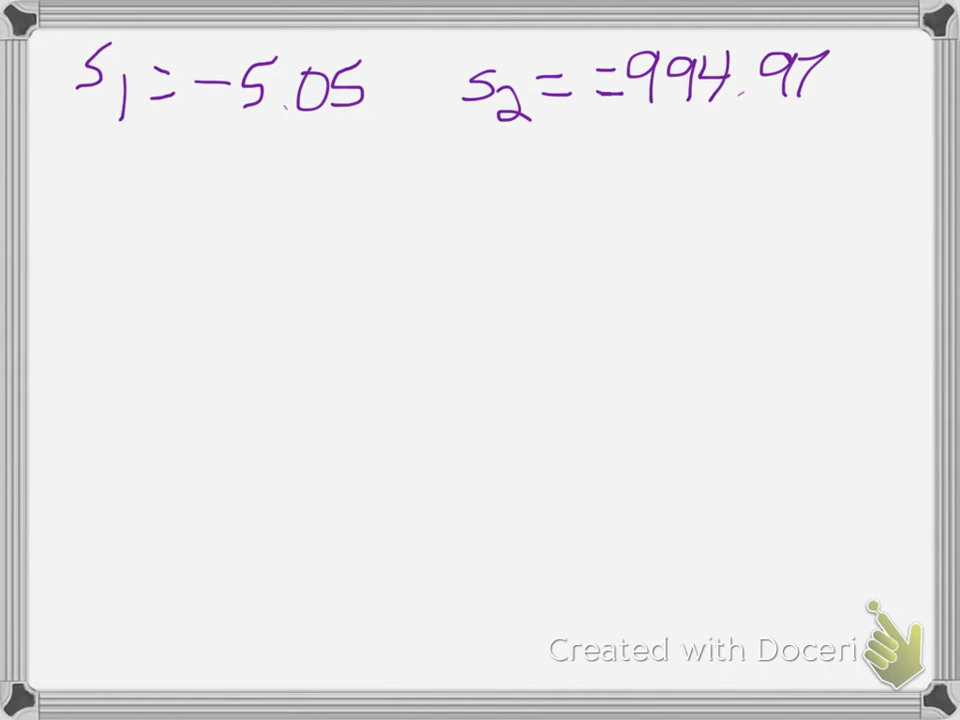 s₁ = -5.05 s₂ = =994.97
Created with Doceri